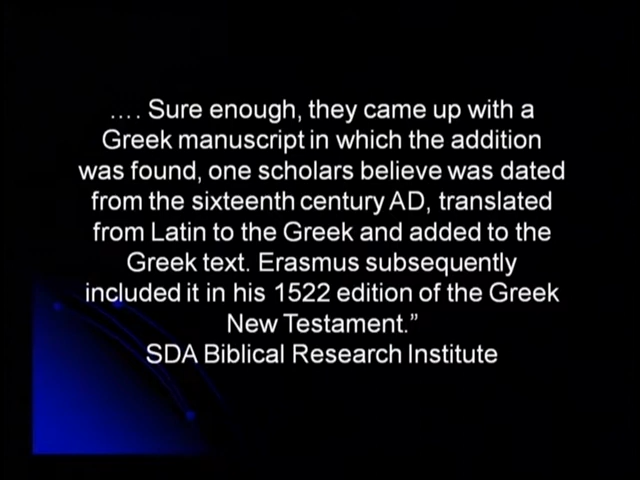 …. Sure enough, they came up with a
Greek manuscript in which the addition
was found, one scholars believe was dated
from the sixteenth century AD, translated
from Latin to the Greek and added to the
Greek text. Erasmus subsequently
included it in his 1522 edition of the Greek
New Testament.”
SDA Biblical Research Institute